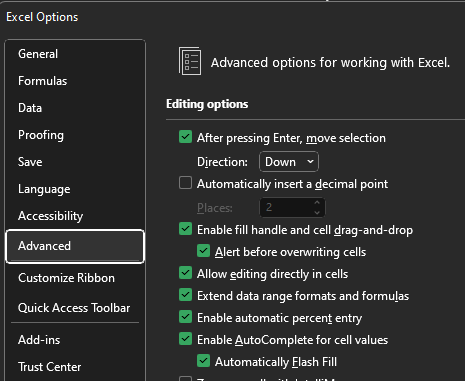 Excel Options
General
Formulas
Data
Proofing
Save
Language
Accessibility
Advanced
Customize Ribbon
Quick Access Toolbar
Add-ins
Trust Center
Advanced options for working with Excel.
Editing options
After pressing Enter, move selection
Direction: Down
Automatically insert a decimal point
Places: 2
Enable fill handle and cell drag-and-drop
Alert before overwriting cells
Allow editing directly in cells
Extend data range formats and formulas
Enable automatic percent entry
Enable AutoComplete for cell values
Automatically Flash Fill